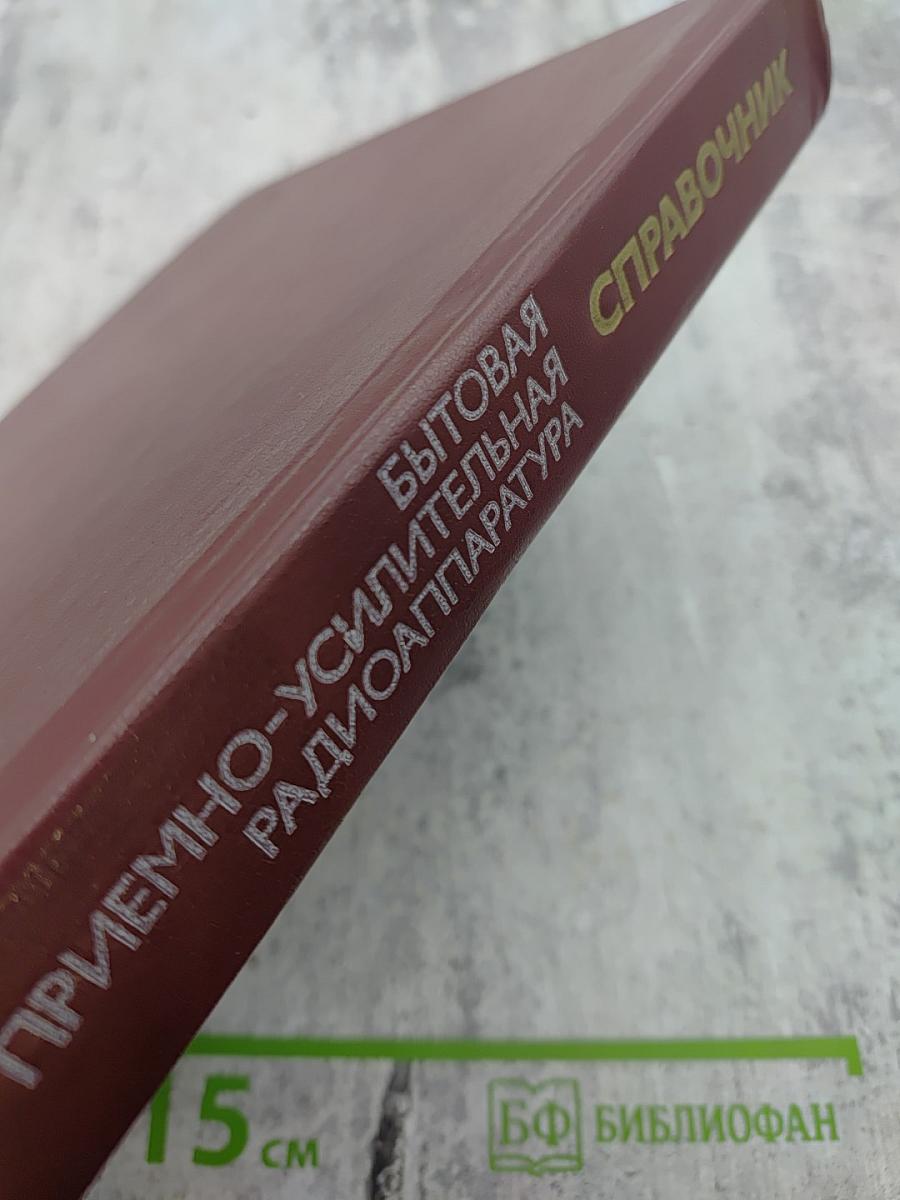 БЫТОВАЯ
ПРИЕМНО-УСИЛИТЕЛЬНАЯ
РАДИОАППАРАТУРА
СПРАВОЧНИК
15 см
БФ БИБЛИОФАН